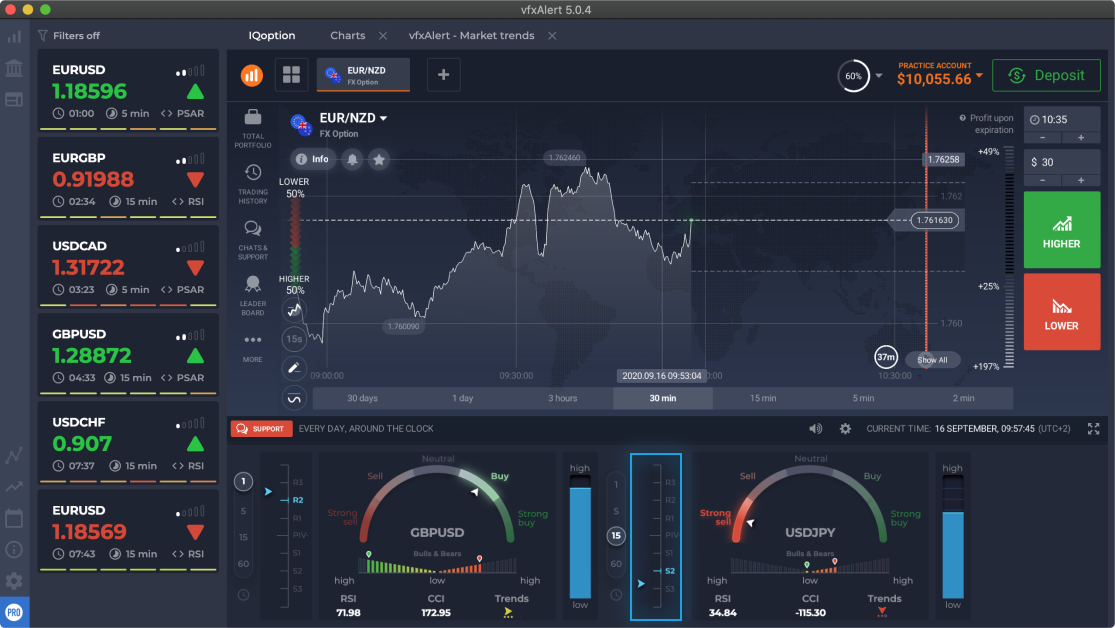 vfxAlert 5.0.4
Filters off
IQoption
Charts
vfxAlert - Market trends
EURUSD
1.18596
01:00 5 min PSAR
EURGBP
0.91988
02:34 15 min RSI
USDCAD
1.31722
03:23 5 min PSAR
GBPUSD
1.28872
04:33 15 min PSAR
USDCHF
0.907
07:37 15 min RSI
EURUSD
1.18569
07:43 15 min RSI
PRO
EUR/NZD
FX Option
+
60%
PRACTICE ACCOUNT
$10,055.66
Deposit
TOTAL
PORTFOLIO
TRADING
HISTORY
CHATS &
SUPPORT
LEADER
BOARD
MORE
EUR/NZD
FX Option
Info
LOWER
50%
HIGHER
50%
15s
1.762460
1.760090
Profit upon
expiration
+49%
1.76258
1.762
1.761630
+25%
1.760
+197%
37m
Show All
09:00:00
09:30:00
2020.09.16 09:53:04
:00
10:30:00
30 days
1 day
3 hours
30 min
15 min
5 min
2 min
10:35
- +
$ 30
- +
HIGHER
LOWER
SUPPORT
EVERY DAY, AROUND THE CLOCK
CURRENT TIME: 16 SEPTEMBER, 09:57:45 (UTC+2)
1
5
15
60
R3
R2
R1
PIV
S1
S2
S3
Neutral
Sell
Buy
Strong
sell
Strong
buy
GBPUSD
Bulls & Bears
high low high
RSI CCI Trends
71.98 172.95
high
low
1
5
15
60
R3
R2
R1
PIV
S1
S2
S3
Neutral
Sell
Buy
Strong
sell
Strong
buy
USDJPY
Bulls & Bears
high low high
RSI CCI Trends
34.84 -115.30
high
low